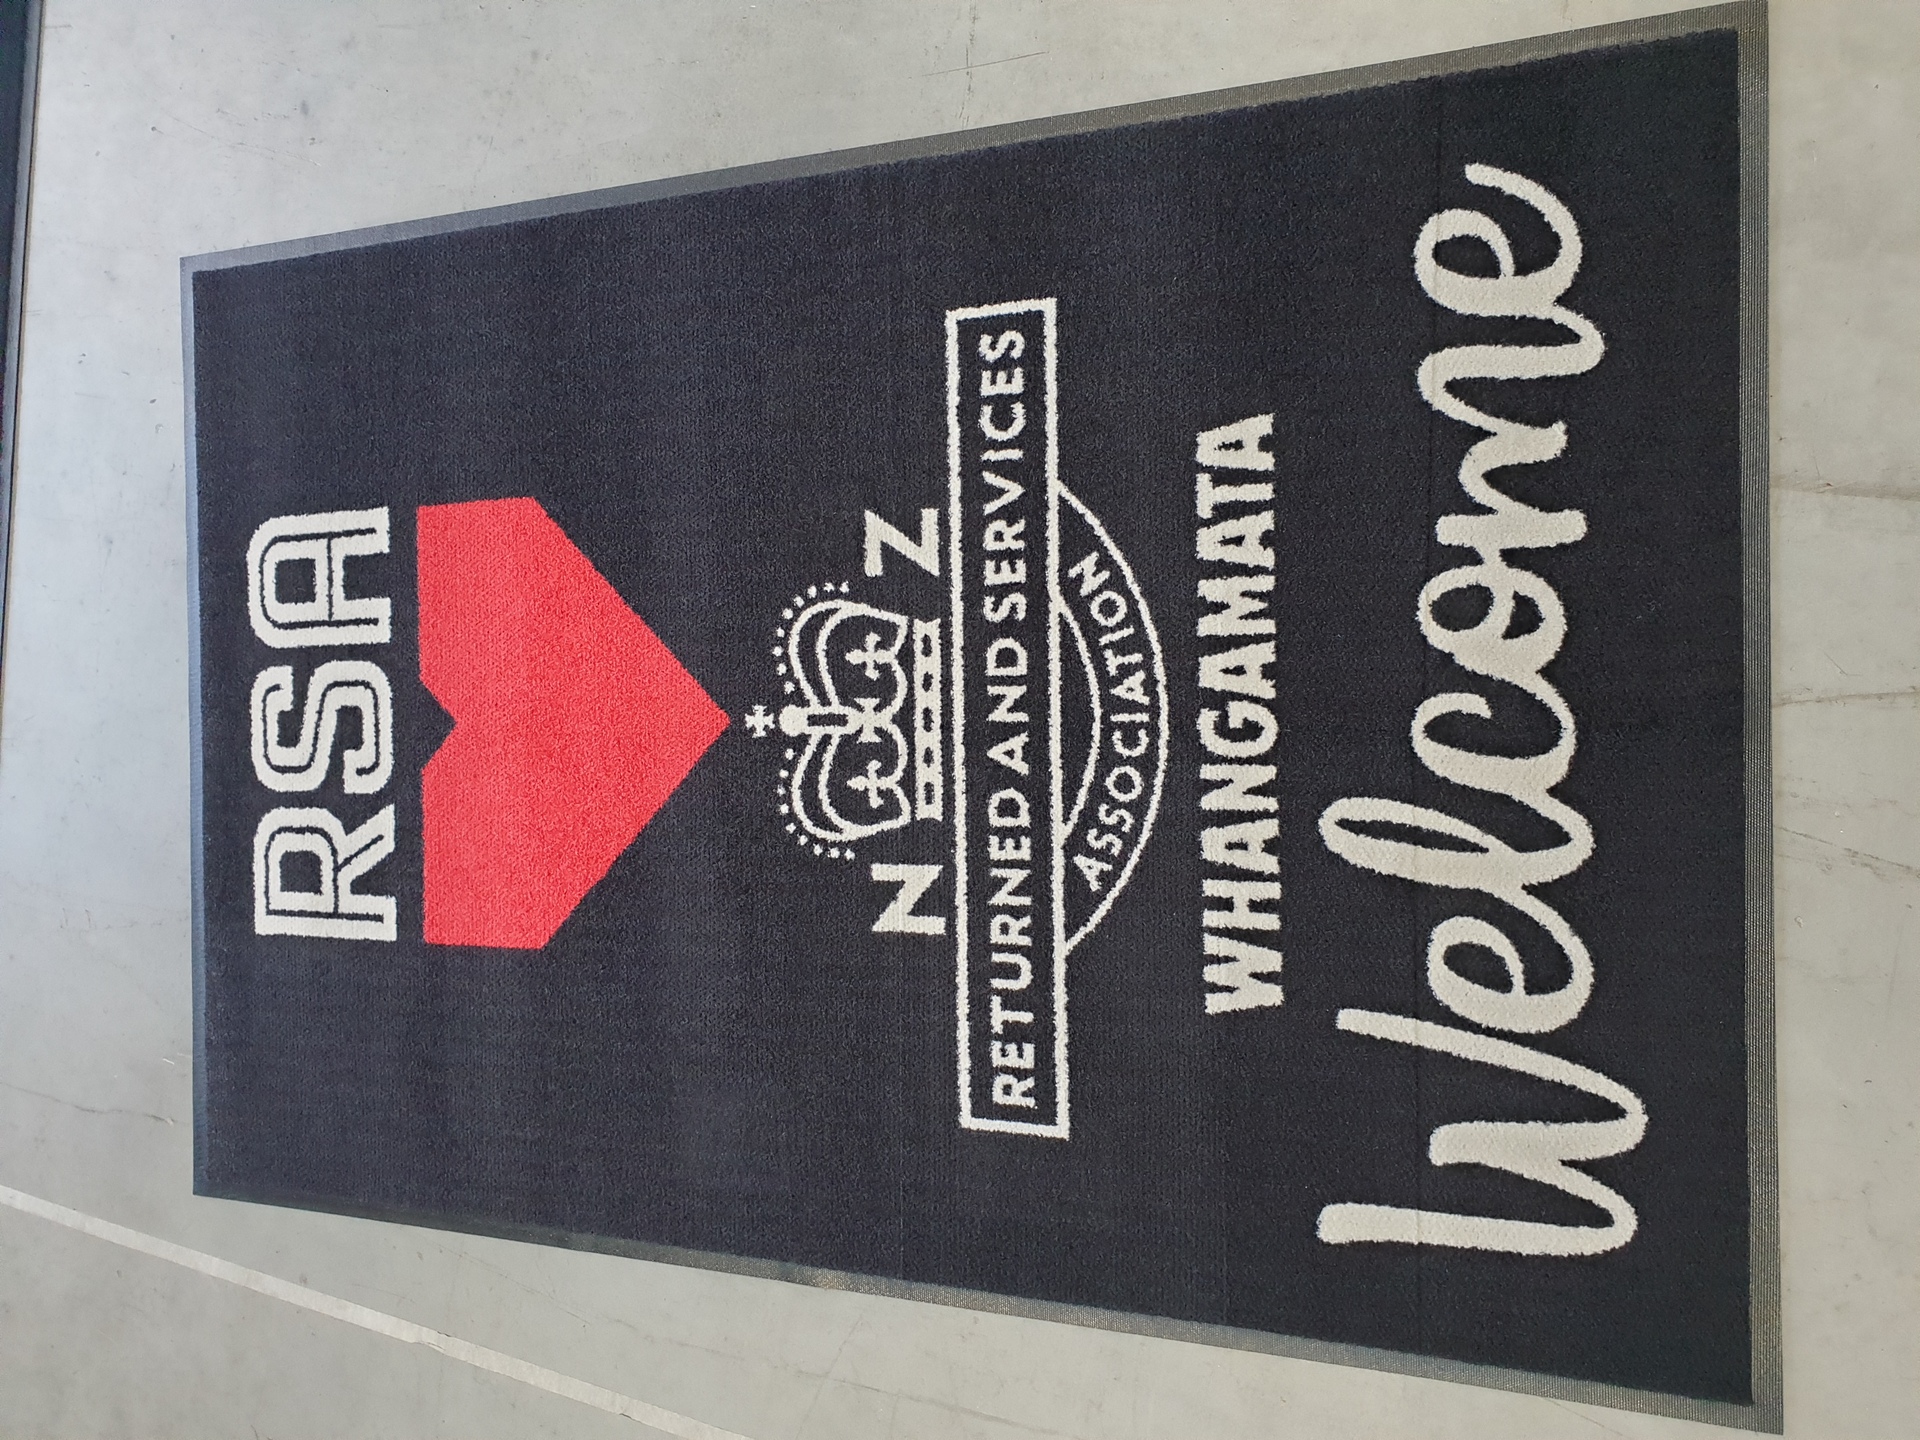 RSA
N Z
RETURNED AND SERVICES
ASSOCIATION
WHANGAMATA
Welcome